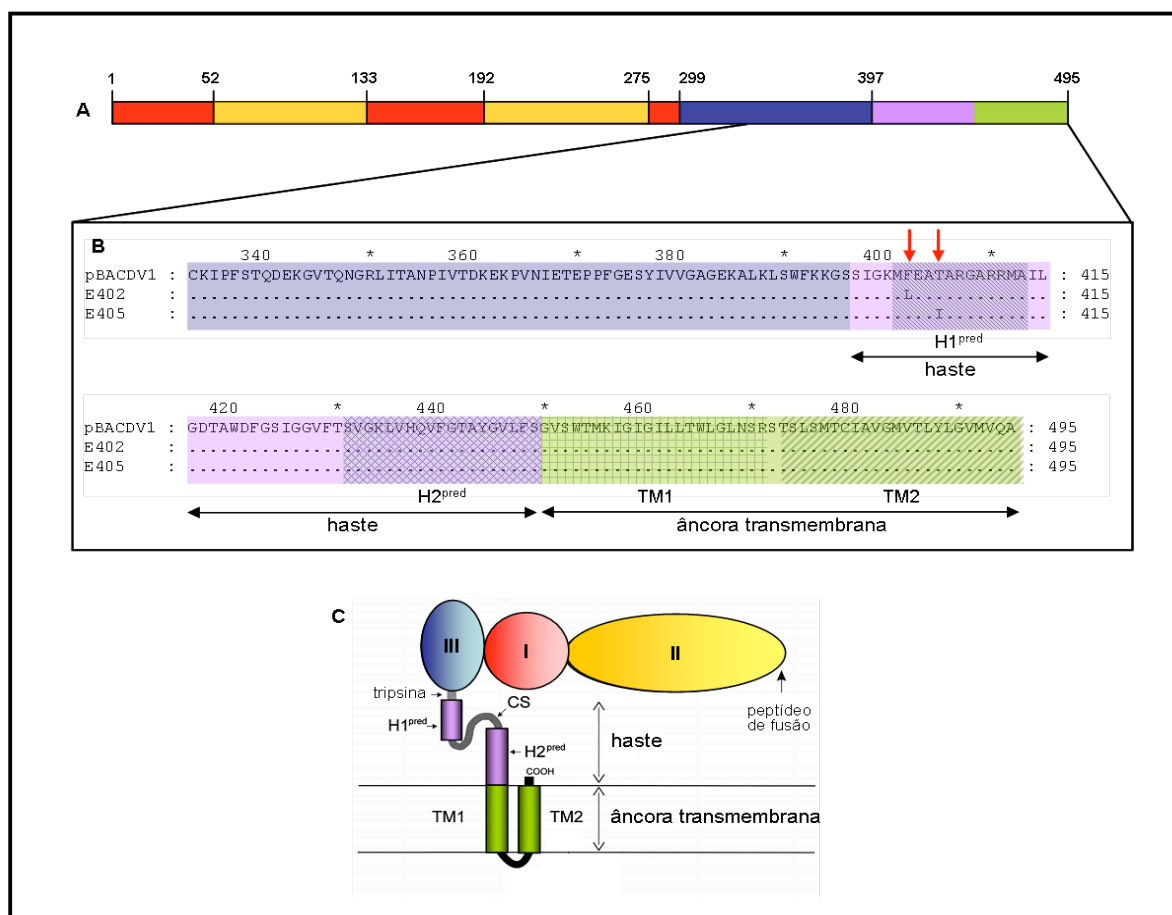 1 52 133 192 275 299 397 495
A
B
340 * 360 * 380 * 400 *
pBACDV1 : CKIPFSTQDEKGVTQNGRLITANPIVTDKEKPVNIETEPPFGESYIVVGAGEKALKLSWFKKGSSIGKMFEATARGARRMAIL : 415
E402 : .....................................................................L............. : 415
E405 : ........................................................................I.......... : 415
H1pred
haste
420 * 440 * 460 * 480 *
pBACDV1 : GDTAWDFGSIGGVFTSVGKLVHQVFGTAYGVLFSGVSWTMKIGIGILLTWLGLNSRSTSLSMTCIAVGMVTLYLGVMVQA : 495
E402 : ................................................................................ : 495
E405 : ................................................................................ : 495
H2pred TM1 TM2
haste âncora transmembrana
C
III I II
tripsina
CS
H1pred
peptídeo
de fusão
haste
H2pred
COOH
TM1 TM2 âncora transmembrana